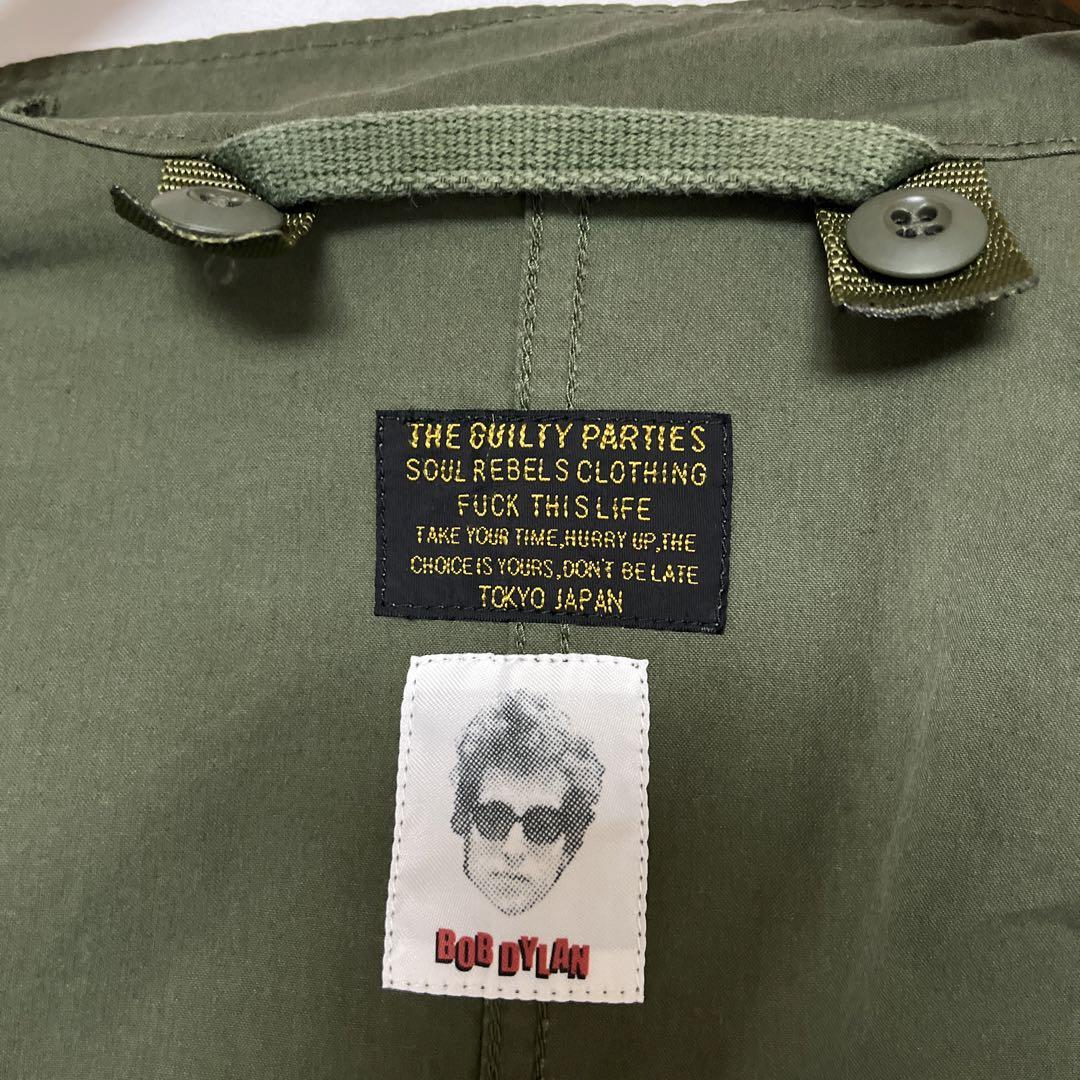 THE GUILTY PARTIES
SOUL REBELS CLOTHING
FUCK THIS LIFE
TAKE YOUR TIME,HURRY UP,THE
CHOICE IS YOURS,DON'T BE LATE
TOKYO JAPAN
BOB DYLAN